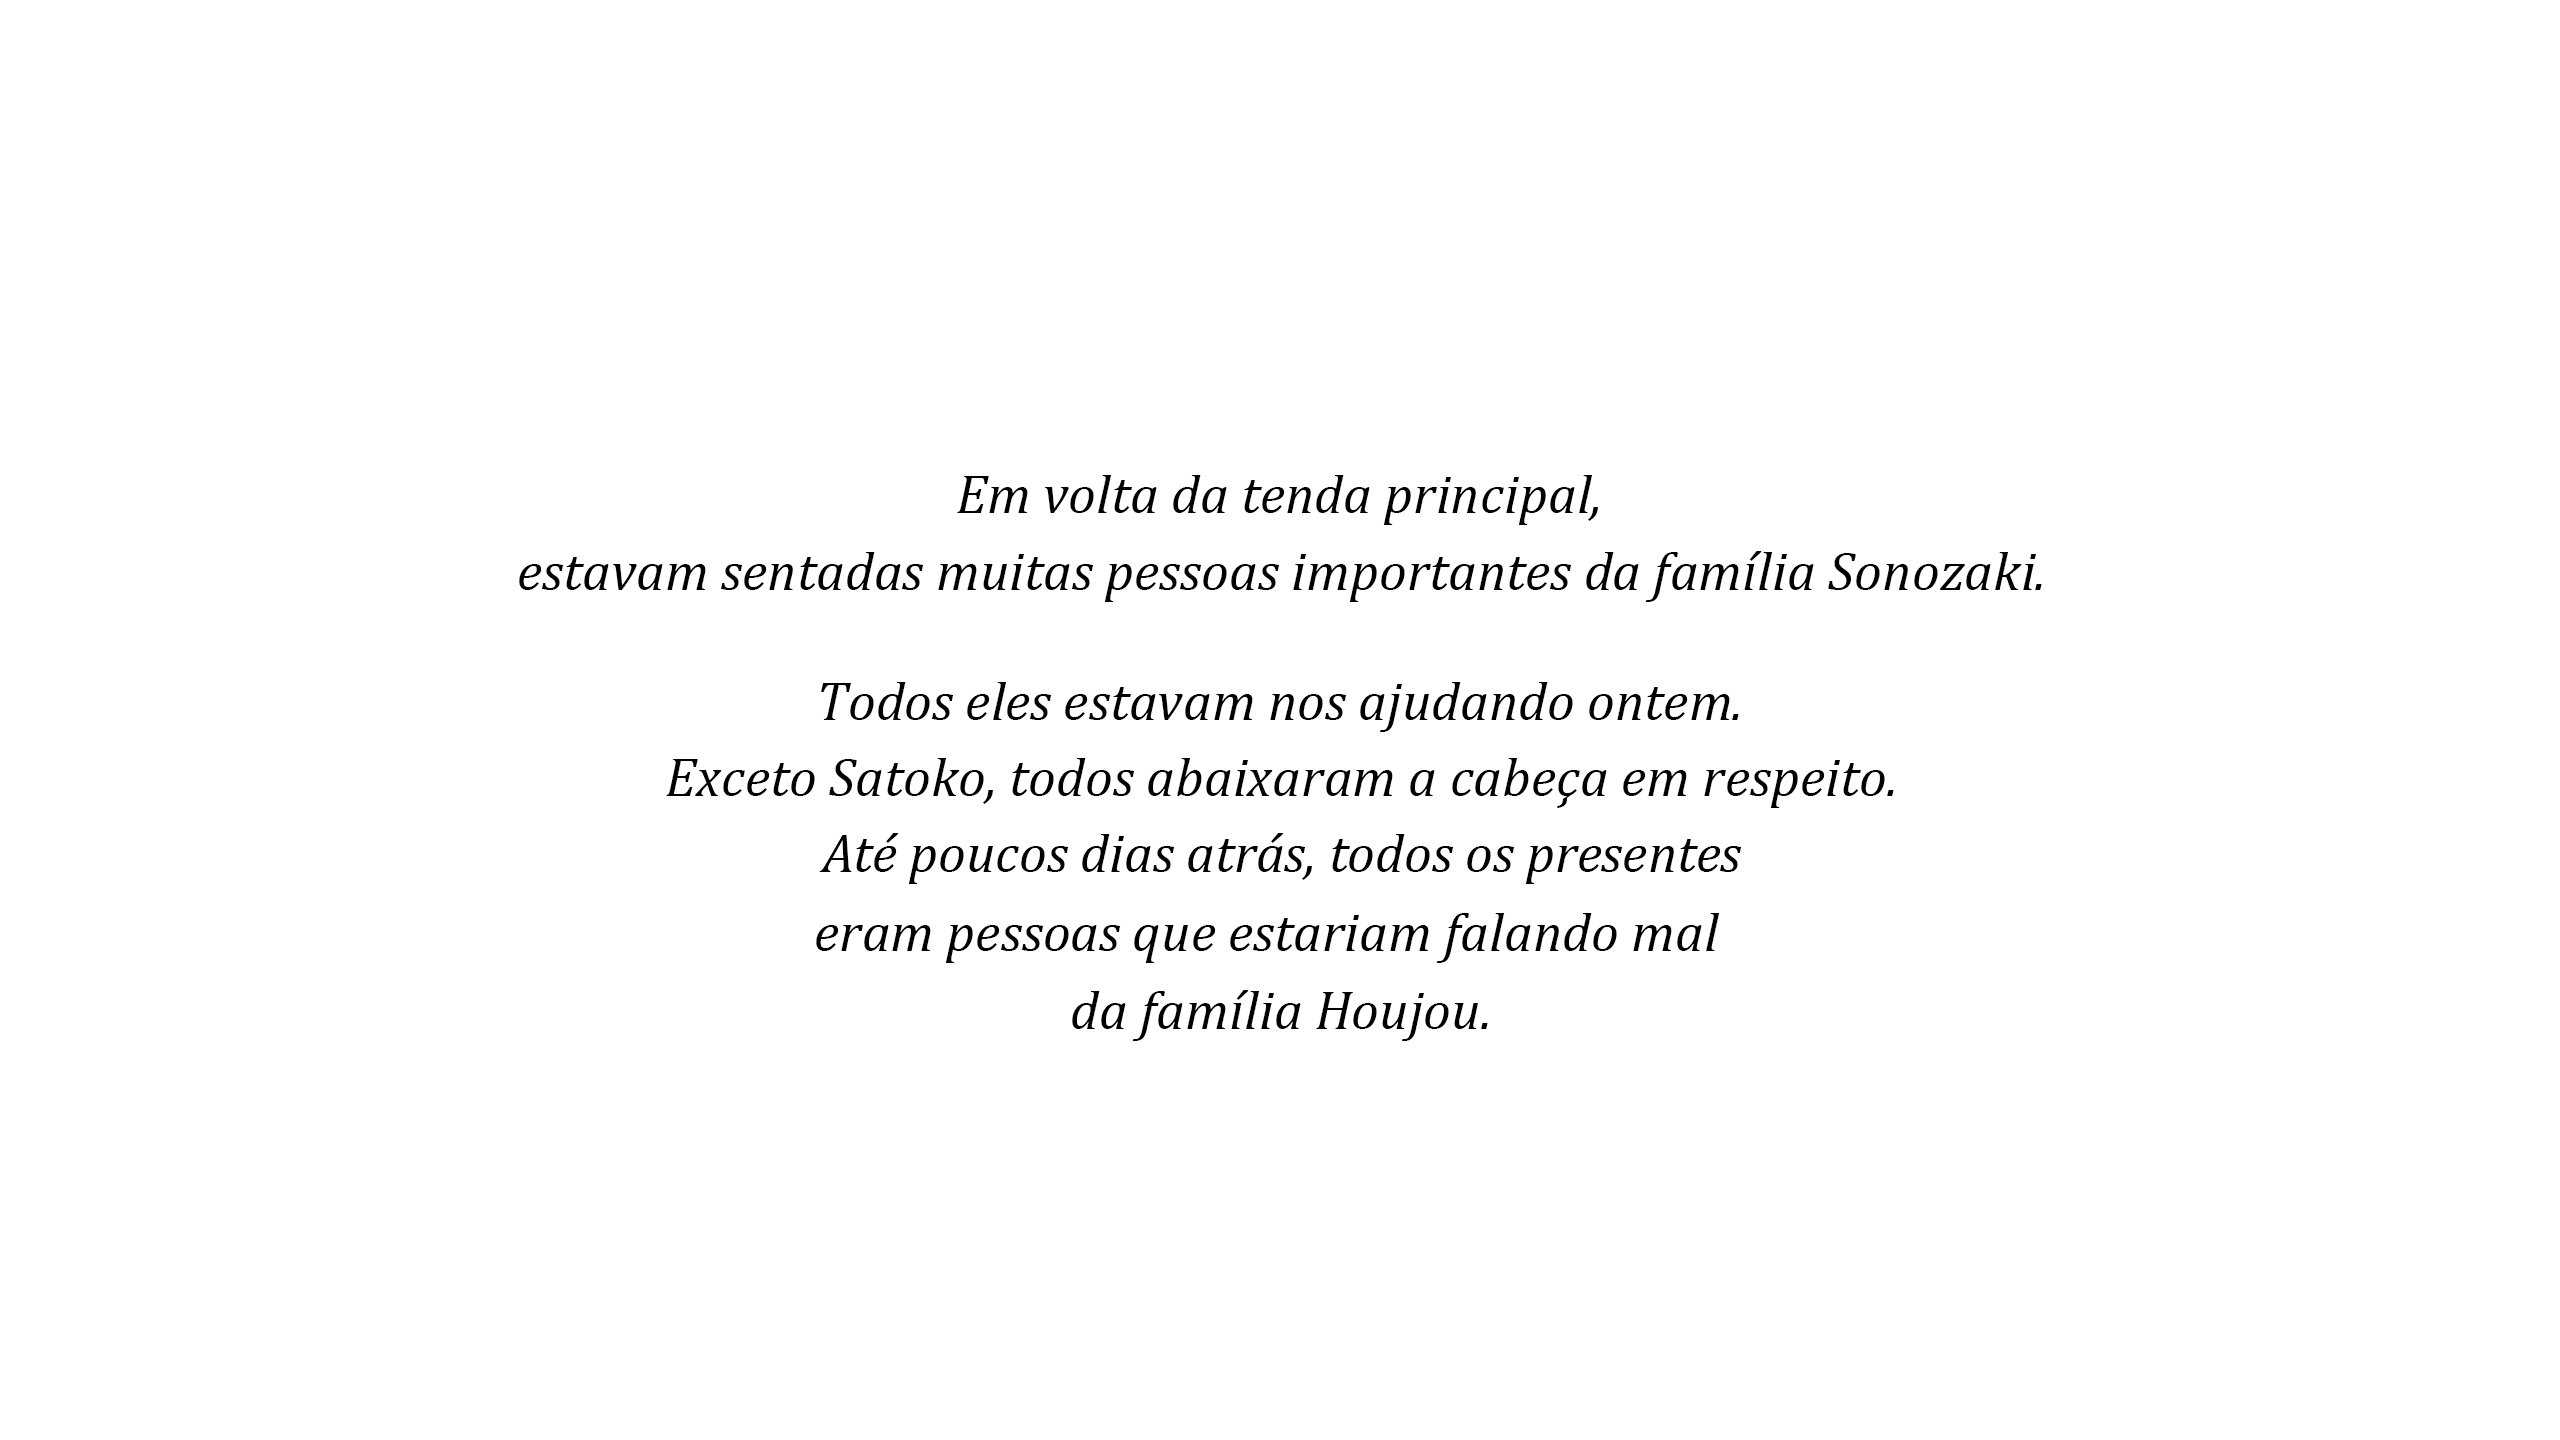 Em volta da tenda principal,
estavam sentadas muitas pessoas importantes da família Sonozaki.
Todos eles estavam nos ajudando ontem.
Exceto Satoko, todos abaixaram a cabeça em respeito.
Até poucos dias atrás, todos os presentes
eram pessoas que estariam falando mal
da família Houjou.